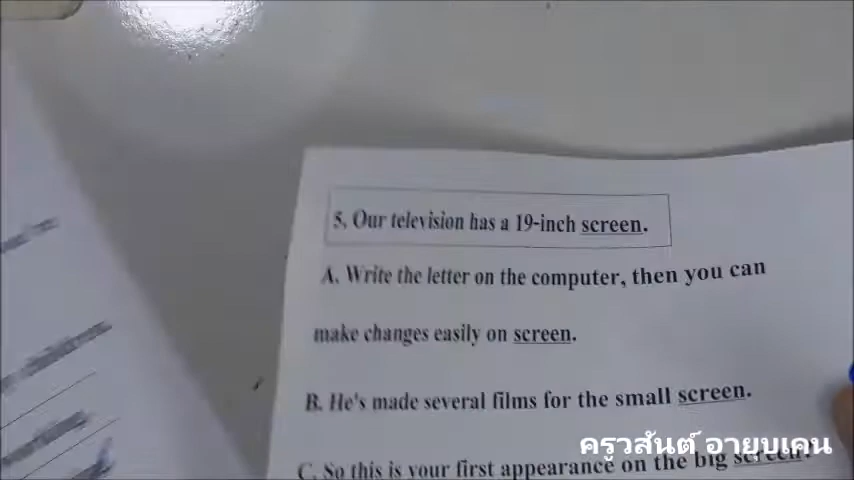 5. Our television has a 19-inch screen.
A. Write the letter on the computer, then you can
make changes easily on screen.
B. He's made several films for the small screen.
C. So this is your first appearance on the big screen?
ครูวสันต์ อายุบเคน